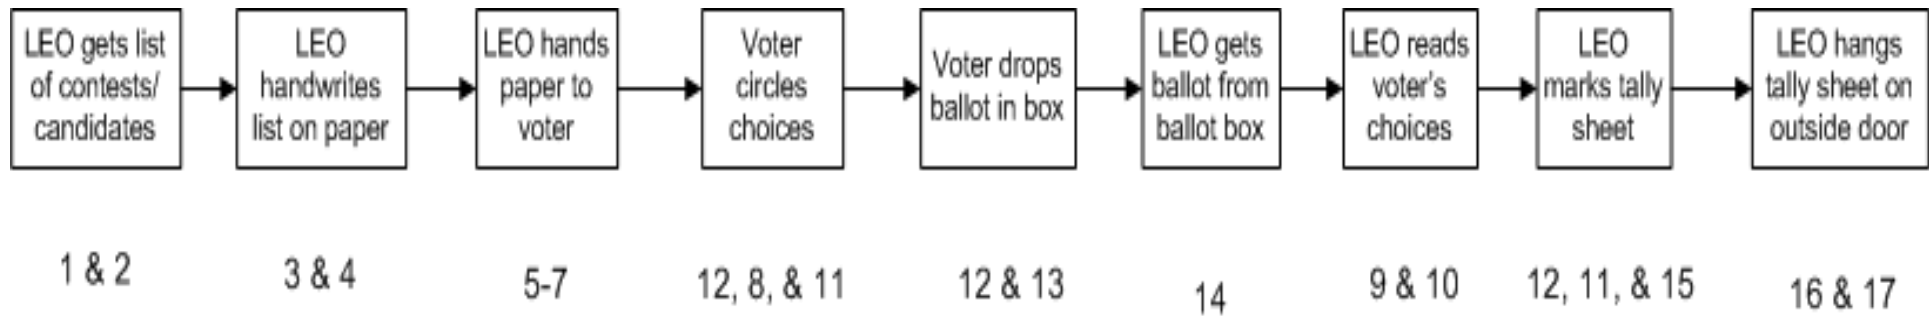 LEO gets list
of contests/
candidates
LEO
handwrites
list on paper
LEO hands
paper to
voter
Voter
circles
choices
Voter drops
ballot in box
LEO gets
ballot from
ballot box
LEO reads
voter's
choices
LEO
marks tally
sheet
LEO hangs
tally sheet on
outside door
1 & 2
3 & 4
5-7
12, 8, & 11
12 & 13
14
9 & 10
12, 11, & 15
16 & 17